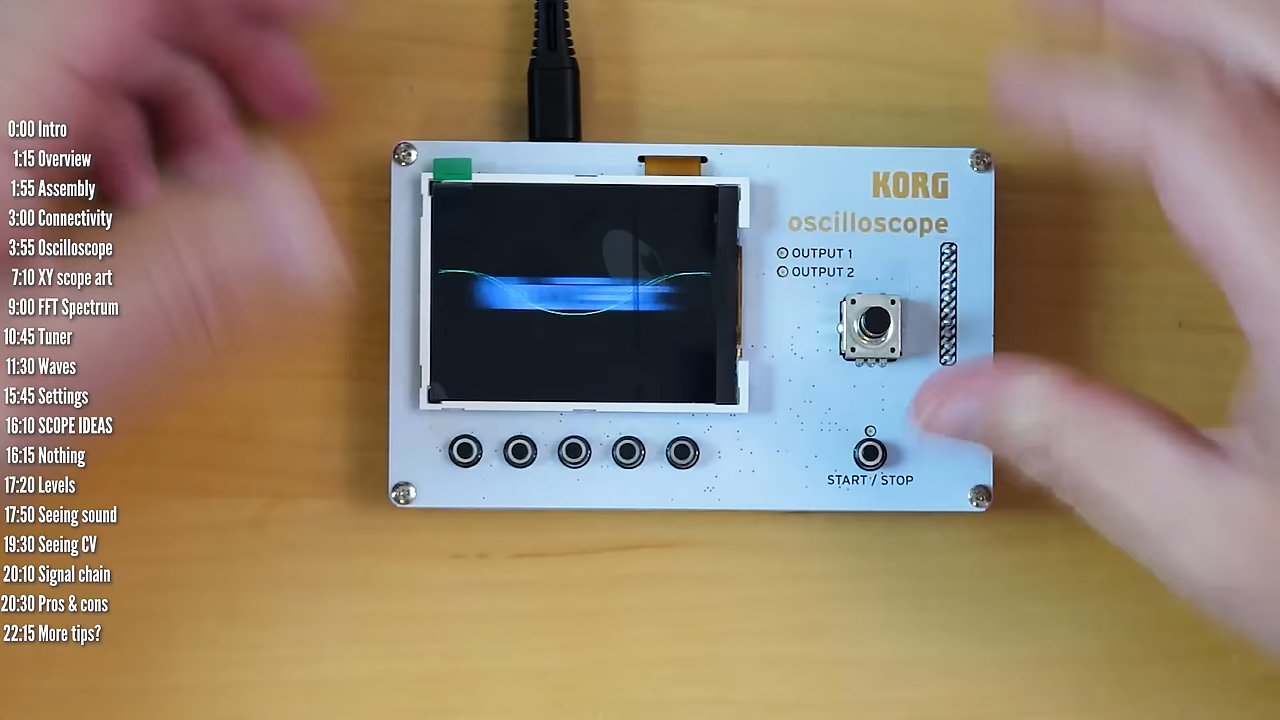 0:00 Intro
1:15 Overview
1:55 Assembly
3:00 Connectivity
3:55 Oscilloscope
7:10 XY scope art
9:00 FFT Spectrum
10:45 Tuner
11:30 Waves
15:45 Settings
16:10 SCOPE IDEAS
16:15 Nothing
17:20 Levels
17:50 Seeing sound
19:30 Seeing CV
20:10 Signal chain
20:30 Pros & cons
22:15 More tips?
KORG
oscilloscope
OUTPUT 1
OUTPUT 2
START / STOP